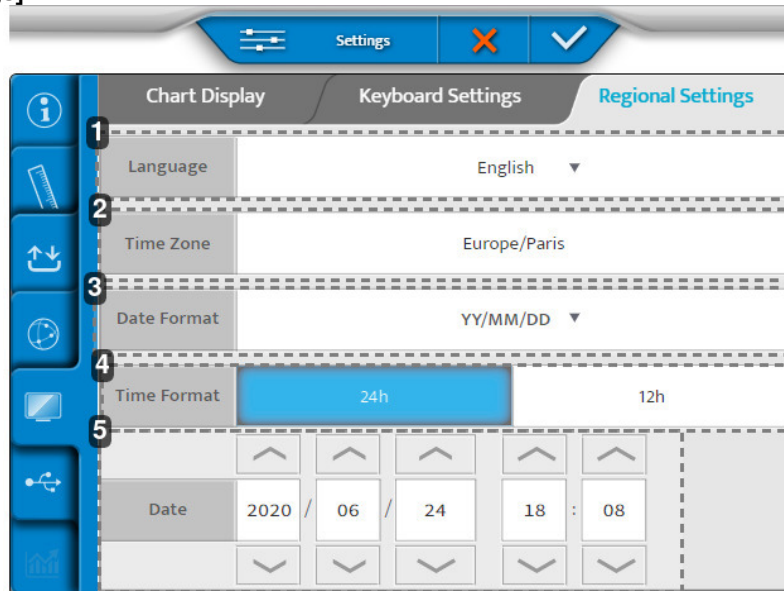 Settings
Chart Display Keyboard Settings Regional Settings
1
Language English
2
Time Zone Europe/Paris
3
Date Format YY/MM/DD
4
Time Format 24h 12h
5
Date 2020 / 06 / 24 18 : 08